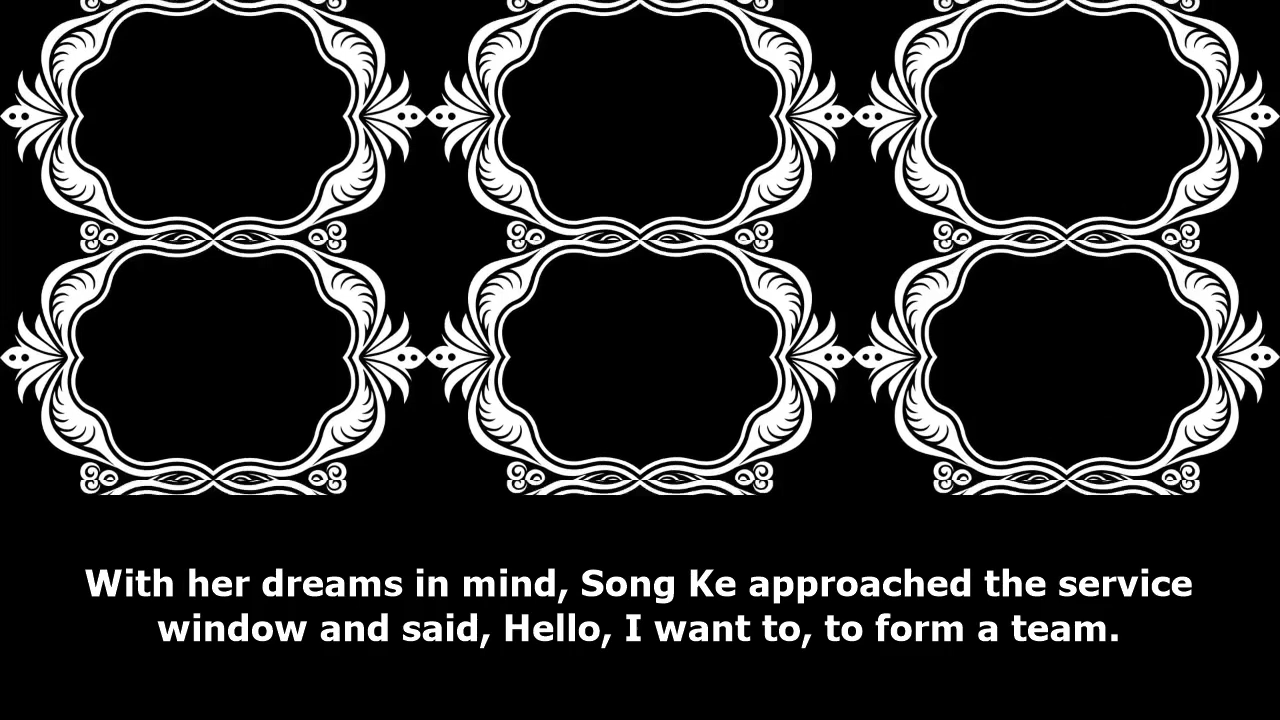 With her dreams in mind, Song Ke approached the service
window and said, Hello, I want to, to form a team.